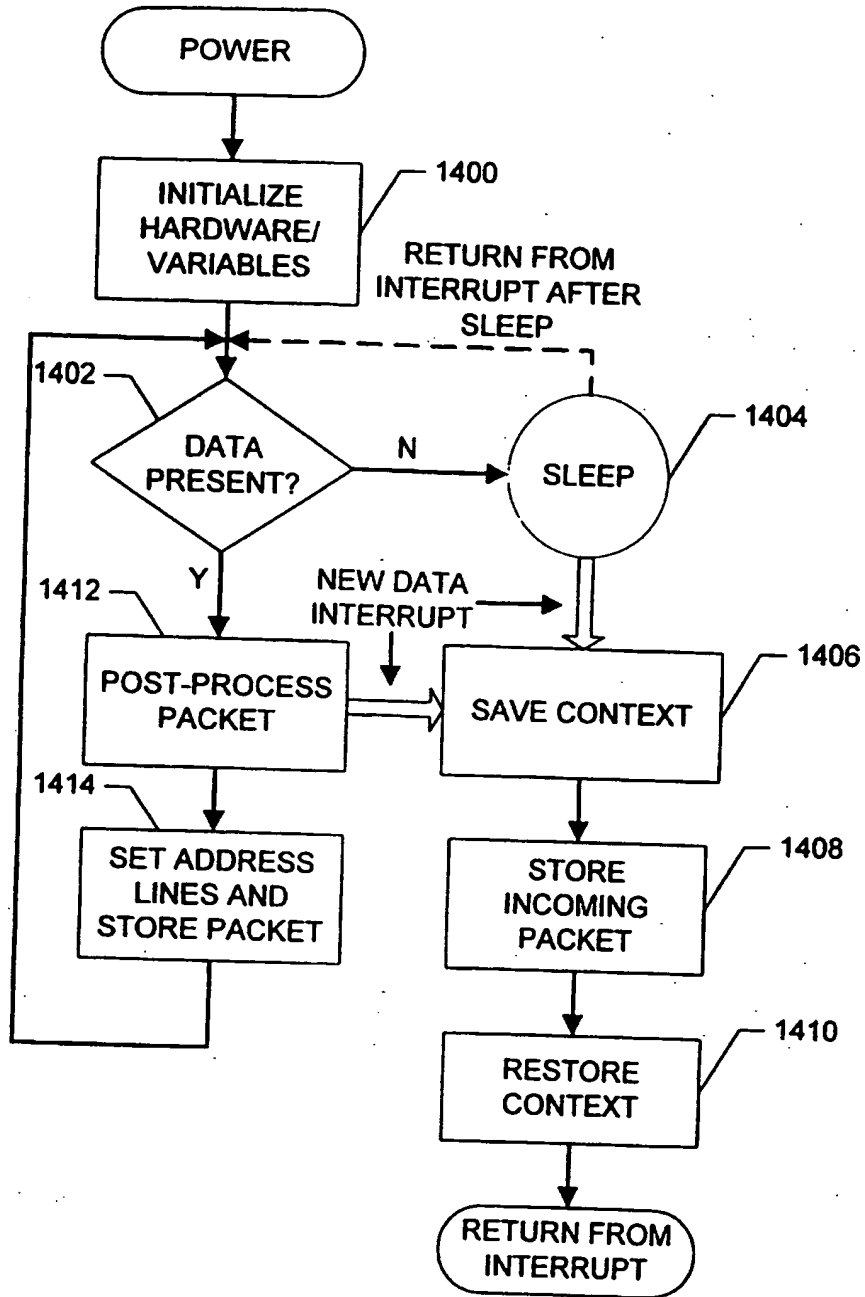 POWER
1400
INITIALIZE
HARDWARE/
VARIABLES
RETURN FROM
INTERRUPT AFTER
SLEEP
1402
DATA
PRESENT?
N
1404
SLEEP
Y
NEW DATA
INTERRUPT
1412
POST-PROCESS
PACKET
1406
SAVE CONTEXT
1414
SET ADDRESS
LINES AND
STORE PACKET
1408
STORE
INCOMING
PACKET
1410
RESTORE
CONTEXT
RETURN FROM
INTERRUPT